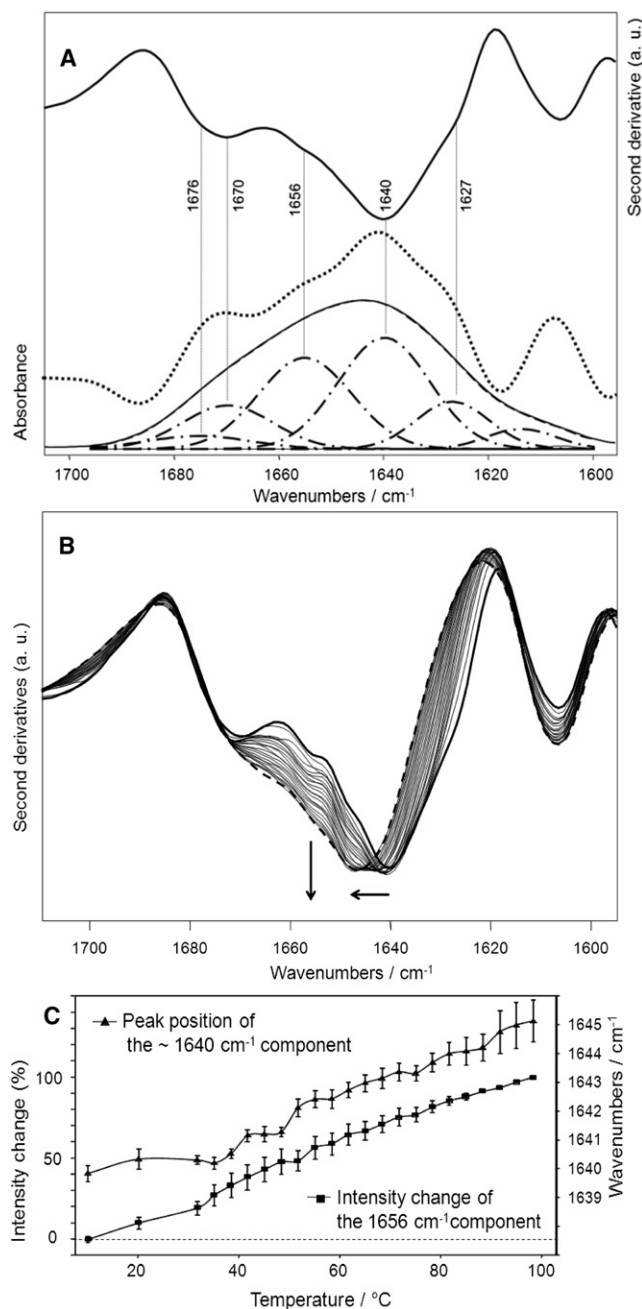 A
Second derivative (a. u.)
1676
1670
1656
1640
1627
Absorbance
1700 1680 1660 1640 1620 1600
Wavenumbers / cm-1
B
Second derivatives (a. u.)
1700 1680 1660 1640 1620 1600
Wavenumbers / cm-1
C
Peak position of
the ~ 1640 cm-1 component
Intensity change of
the 1656 cm-1 component
Intensity change (%)
100
50
0
1645
1644
1643
1642
1641
1640
1639
Wavenumbers / cm-1
20 40 60 80 100
Temperature / °C